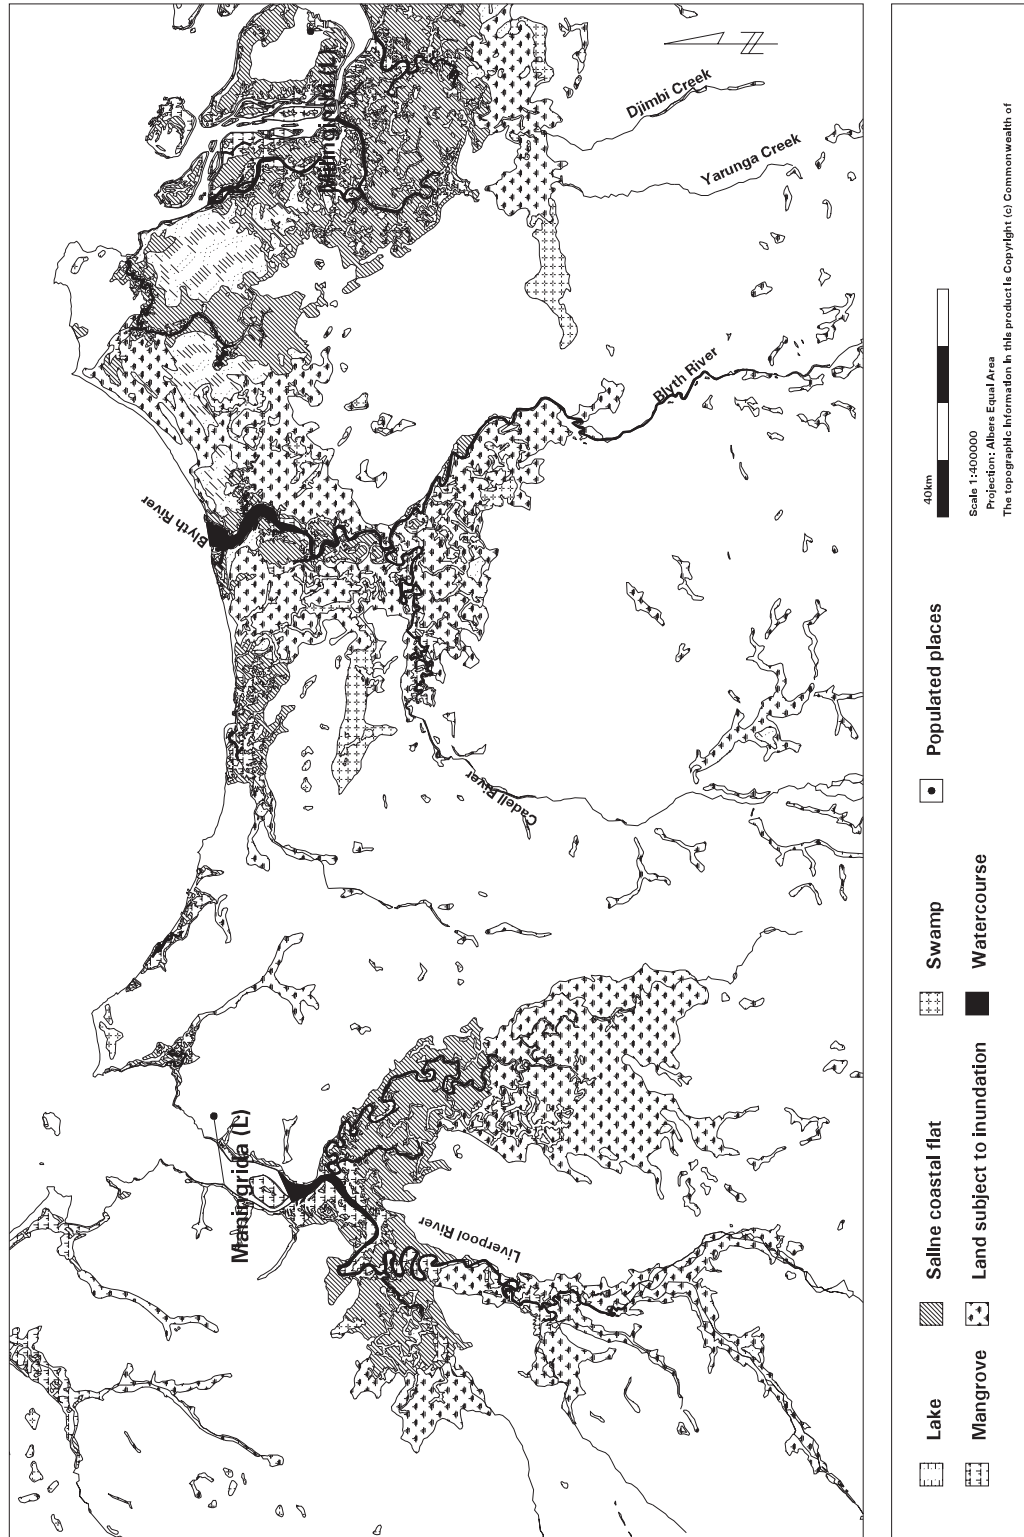 Maningrida (L)
Milingimbi (L)
Liverpool River
Cadell River
Blyth River
Blyth River
Djimbi Creek
Yarunga Creek
Lake
Saline coastal flat
Swamp
Populated places
Mangrove
Land subject to inundation
Watercourse
40km
Scale 1:400000
Projection: Albers Equal Area
The topographic information in this product is Copyright (c) Commonwealth of